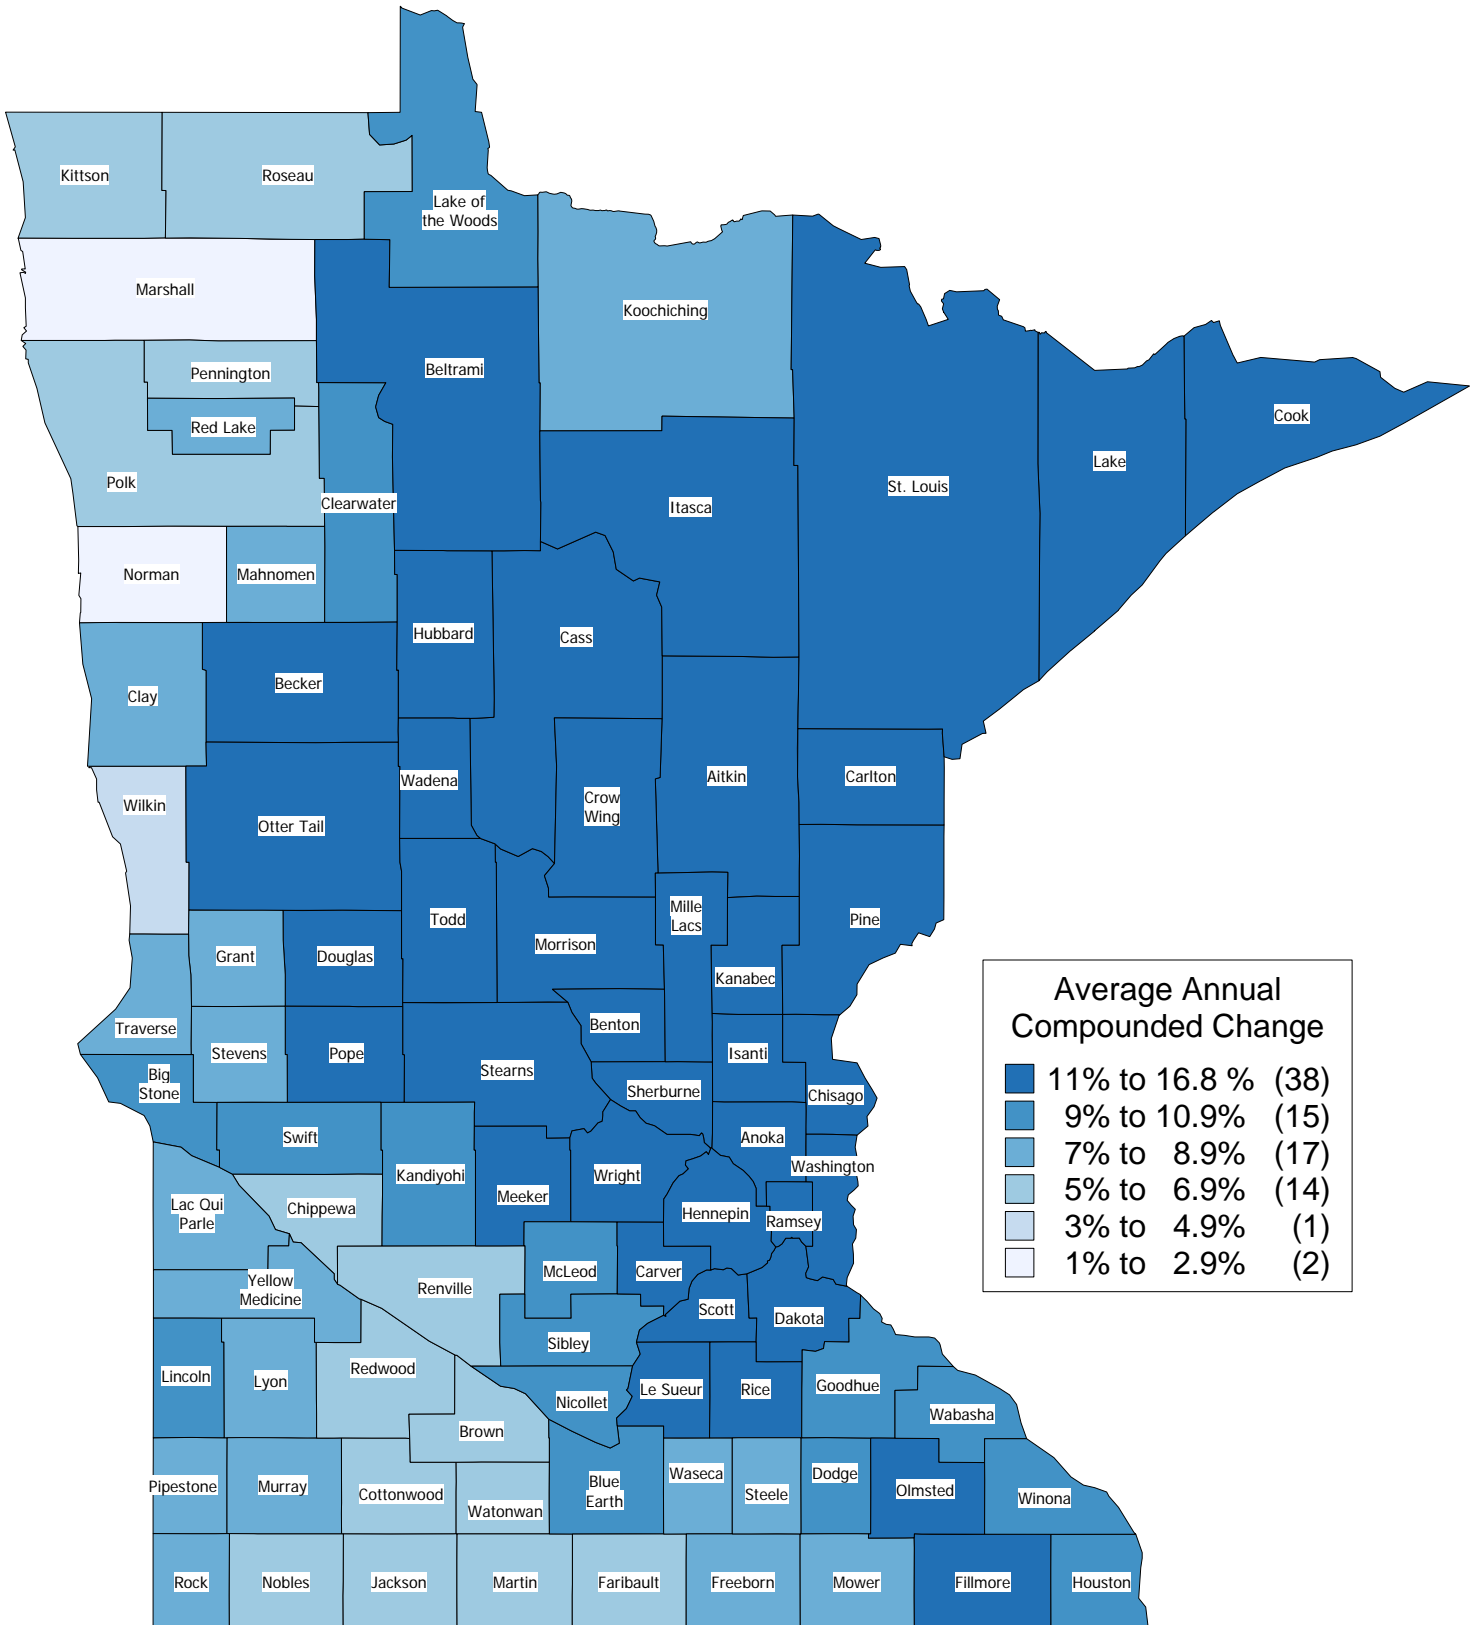 Kittson
Roseau
Lake of
the Woods
Marshall
Koochiching
Beltrami
Pennington
Red Lake
Polk
Clearwater
Cook
Lake
St. Louis
Itasca
Norman
Mahnomen
Hubbard
Cass
Becker
Clay
Wadena
Aitkin
Carlton
Wilkin
Crow
Wing
Otter Tail
Todd
Mille
Lacs
Pine
Morrison
Grant
Douglas
Kanabec
Traverse
Benton
Stevens
Pope
Isanti
Stearns
Big
Stone
Sherburne
Chisago
Swift
Anoka
Washington
Kandiyohi
Wright
Meeker
Lac Qui
Parle
Chippewa
Hennepin
Ramsey
McLeod
Carver
Yellow
Medicine
Renville
Scott
Dakota
Sibley
Redwood
Lincoln
Lyon
Le Sueur
Rice
Goodhue
Nicollet
Wabasha
Brown
Pipestone
Murray
Cottonwood
Watonwan
Blue
Earth
Waseca
Steele
Dodge
Olmsted
Winona
Rock
Nobles
Jackson
Martin
Faribault
Freeborn
Mower
Fillmore
Houston
Average Annual
Compounded Change
11% to 16.8 % (38)
9% to 10.9% (15)
7% to 8.9% (17)
5% to 6.9% (14)
3% to 4.9% (1)
1% to 2.9% (2)